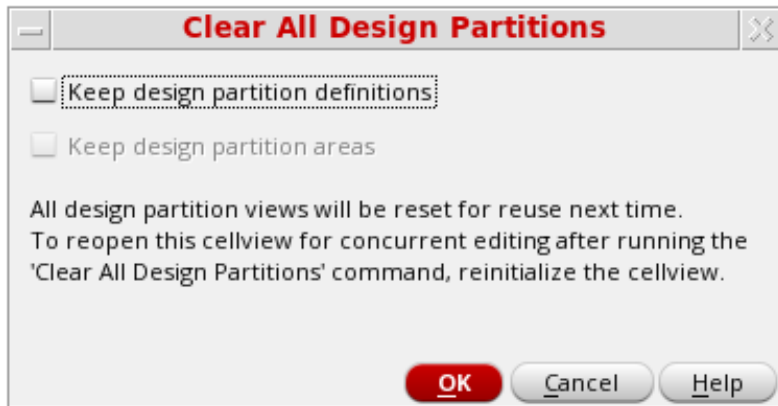 Clear All Design Partitions
Keep design partition definitions
Keep design partition areas
All design partition views will be reset for reuse next time.
To reopen this cellview for concurrent editing after running the
'Clear All Design Partitions' command, reinitialize the cellview.
OK Cancel Help